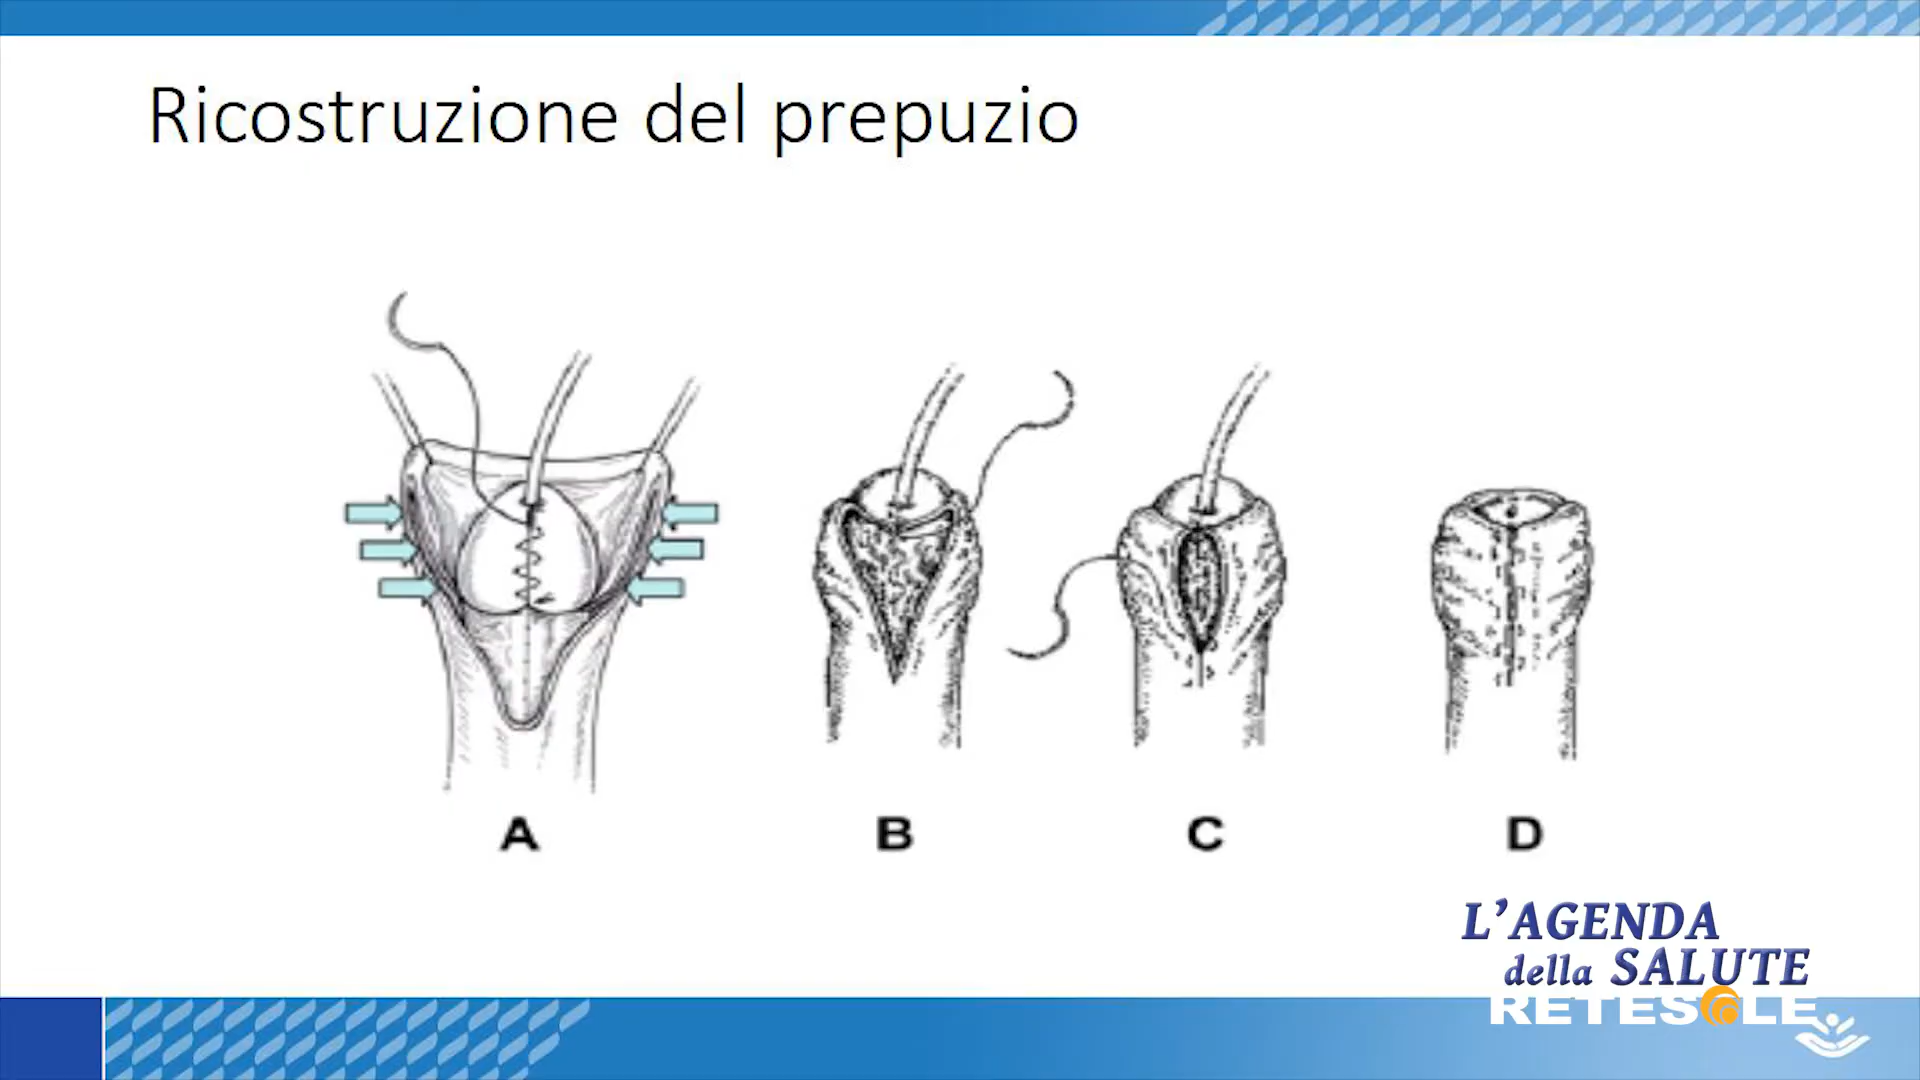 Ricostruzione del prepuzio
A
B
C
D
L'AGENDA
della SALUTE
RETESOLE